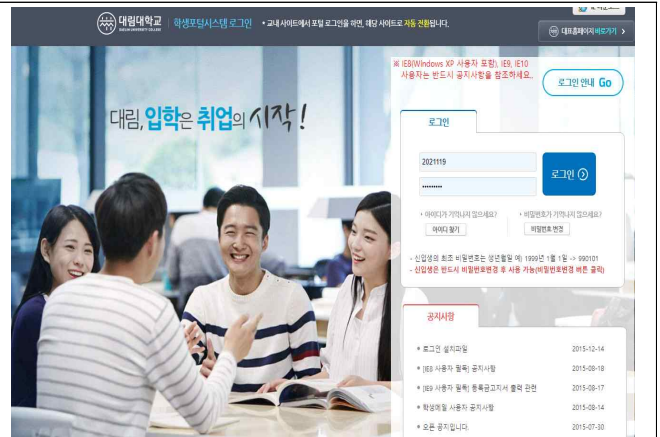 대림대학교 학생포털시스템 로그인 • 교내 사이트에서 포털 로그인을 하면, 해당 사이트로 자동 전환됩니다.
대표홈페이지 바로가기 >
※ IE8(Windows XP 사용자 포함), IE9, IE10
사용자는 반드시 공지사항을 참조하세요.
로그인 안내 Go
대림, 입학은 취업의 시작!
로그인
2021119
•••••••••
로그인
• 아이디가 기억나지 않으세요? • 비밀번호가 기억나지 않으세요?
아이디 찾기 비밀번호 변경
- 신입생의 최초 비밀번호는 생년월일 예) 1999년 1월 1일 -> 990101
- 신입생은 반드시 비밀번호변경 후 사용 가능(비밀번호변경 버튼 클릭)
공지사항
• 로그인 설치파일 2015-12-14
• [IE8 사용자 필독] 공지사항 2015-08-18
• [IE9 사용자 필독] 등록금고지서 출력 관련 2015-08-17
• 학생메일 사용자 공지사항 2015-08-14
• 오픈 공지입니다. 2015-07-30